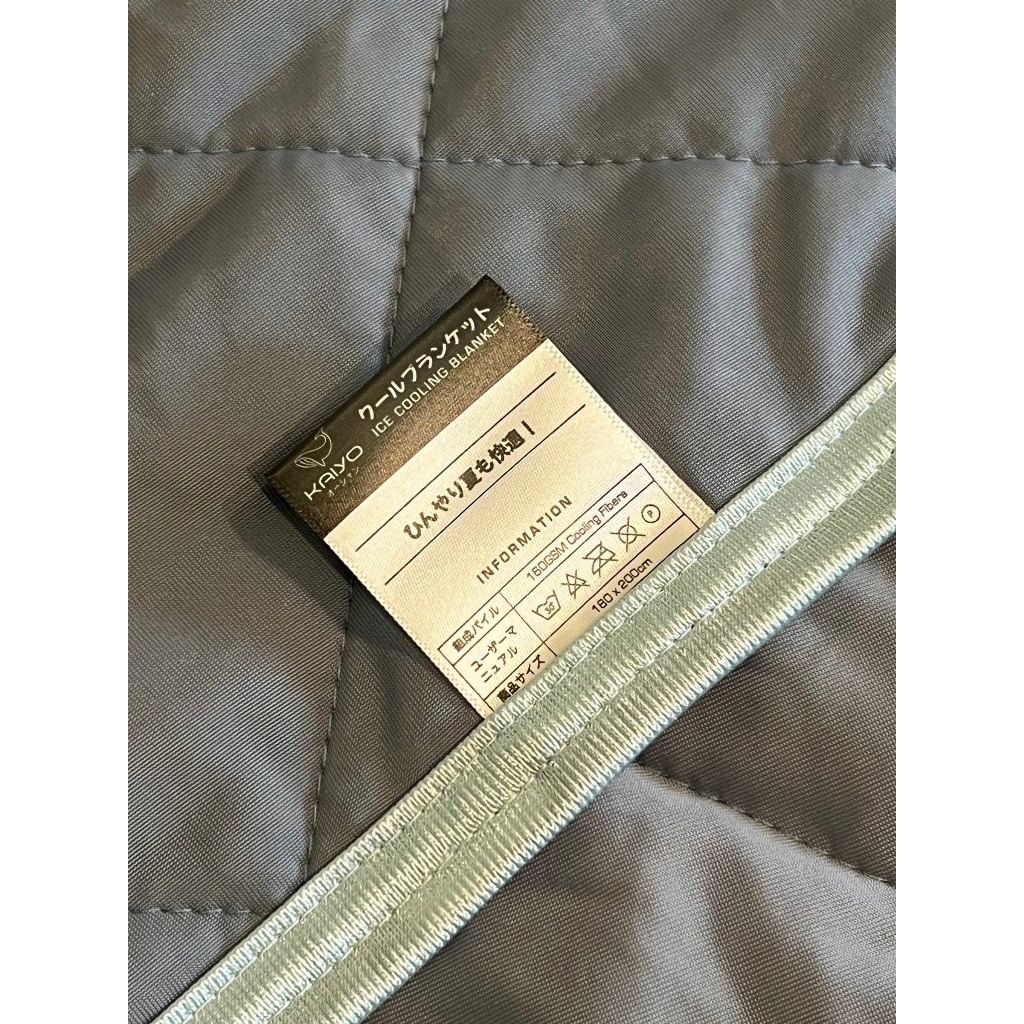 クールブランケット
ICE COOLING BLANKET
KAIYO
オーシャン
ひんやり夏も快適！
INFORMATION
組成パイル
160GSM Cooling Fibers
ユーザーマ
ニュアル
30
P
商品サイズ
160 x 200cm